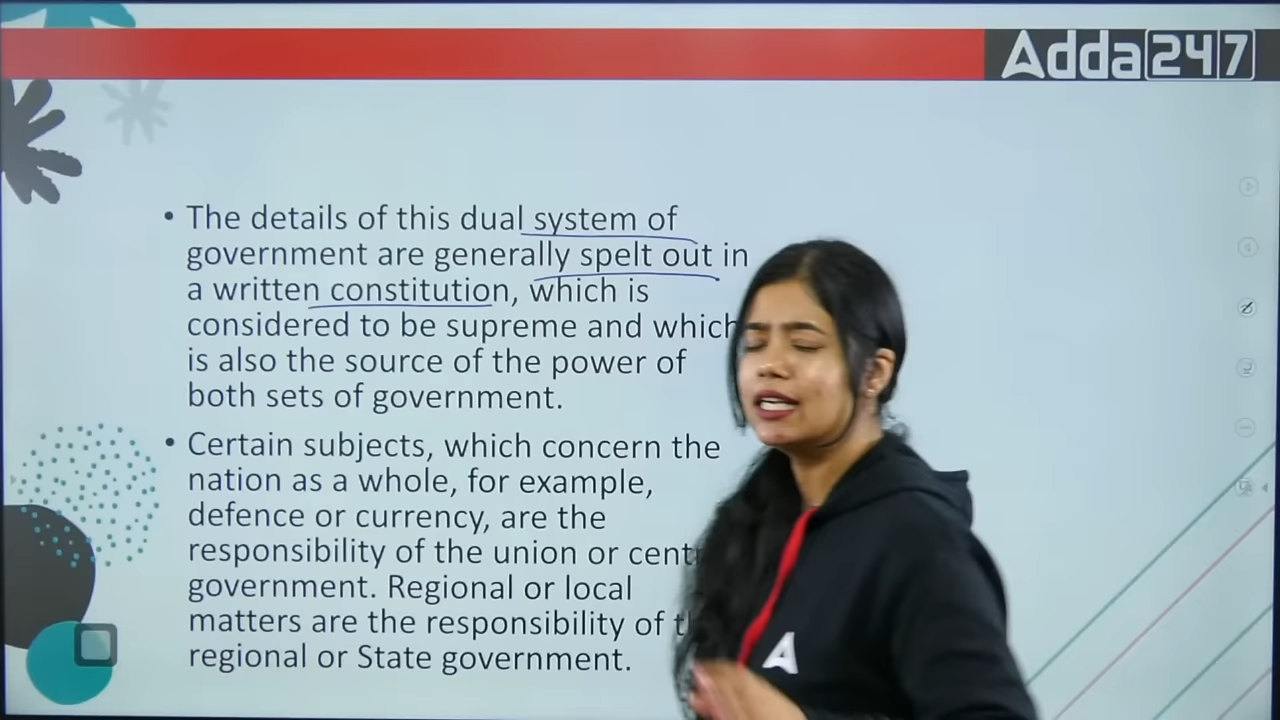 Adda247
• The details of this dual system of
government are generally spelt out in
a written constitution, which is
considered to be supreme and which
is also the source of the power of
both sets of government.
• Certain subjects, which concern the
nation as a whole, for example,
defence or currency, are the
responsibility of the union or cent
government. Regional or local
matters are the responsibility of t
regional or State government.